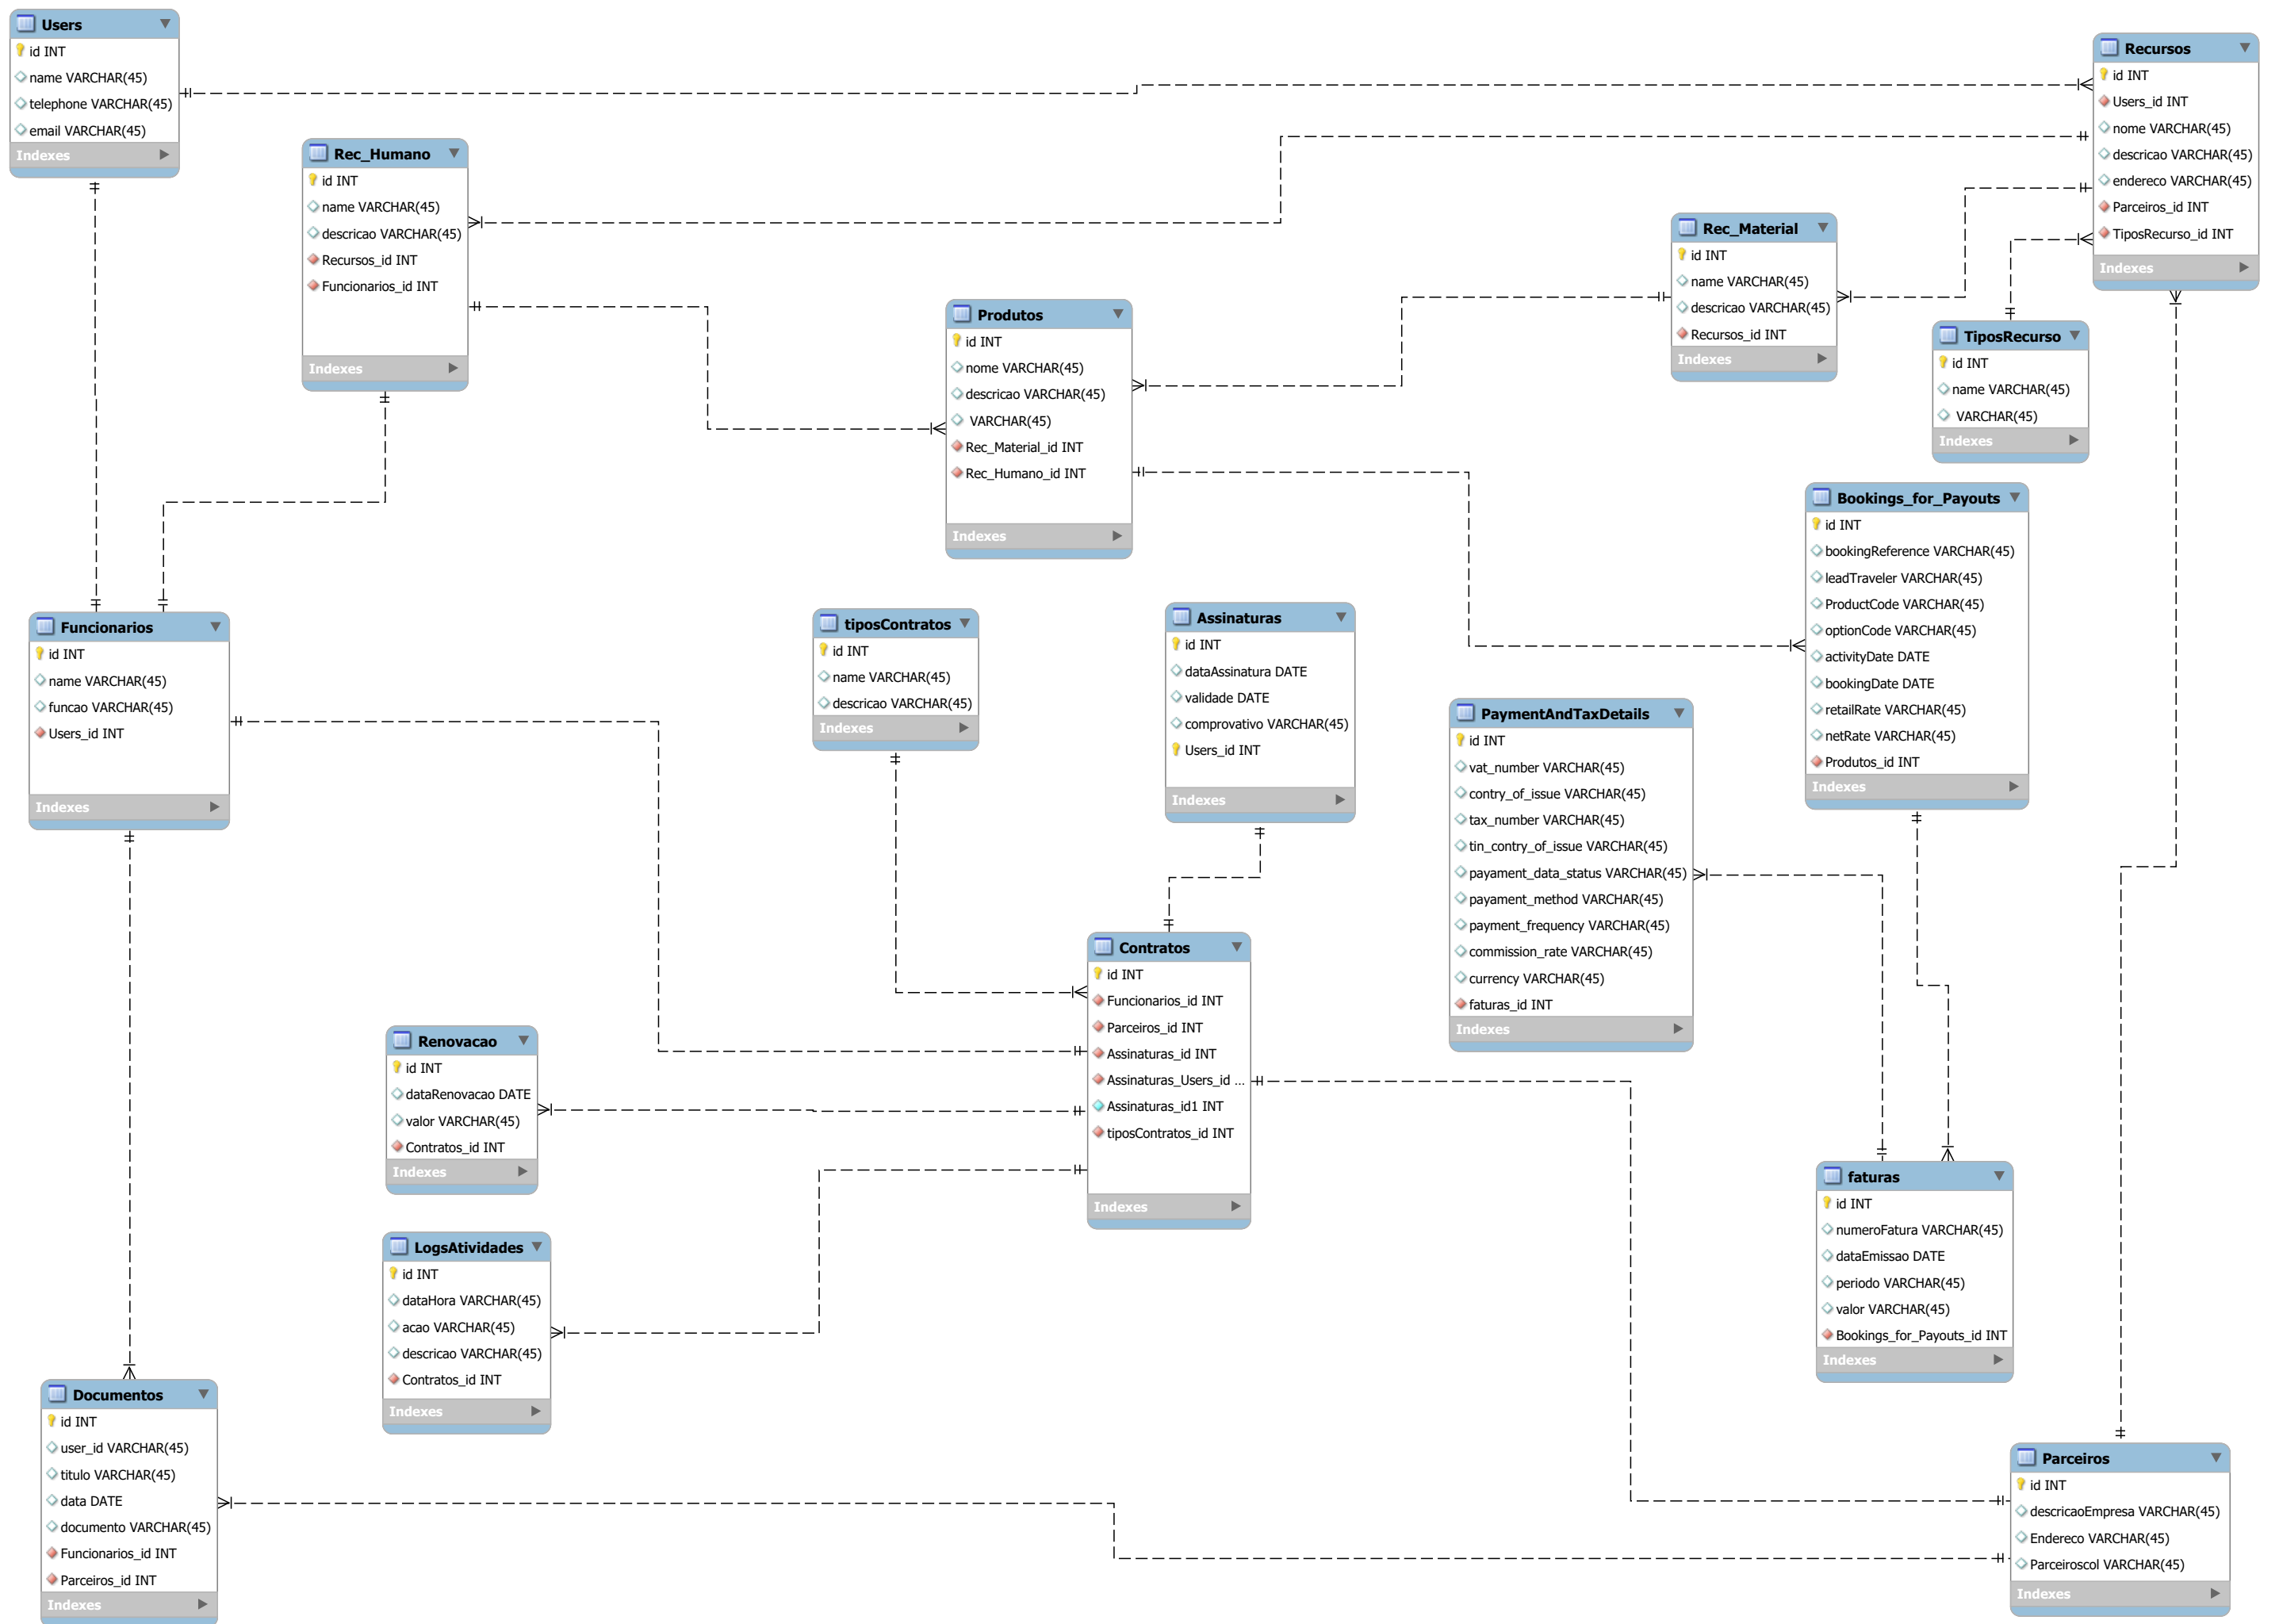 Users
id INT
name VARCHAR(45)
telephone VARCHAR(45)
email VARCHAR(45)
Indexes
Recursos
id INT
Users_id INT
nome VARCHAR(45)
descricao VARCHAR(45)
endereco VARCHAR(45)
Parceiros_id INT
TiposRecurso_id INT
Indexes
Rec_Humano
id INT
name VARCHAR(45)
descricao VARCHAR(45)
Recursos_id INT
Funcionarios_id INT
Indexes
Rec_Material
id INT
name VARCHAR(45)
descricao VARCHAR(45)
Recursos_id INT
Indexes
Produtos
id INT
nome VARCHAR(45)
descricao VARCHAR(45)
VARCHAR(45)
Rec_Material_id INT
Rec_Humano_id INT
Indexes
TiposRecurso
id INT
name VARCHAR(45)
VARCHAR(45)
Indexes
Bookings_for_Payouts
id INT
bookingReference VARCHAR(45)
leadTraveler VARCHAR(45)
ProductCode VARCHAR(45)
optionCode VARCHAR(45)
activityDate DATE
bookingDate DATE
retailRate VARCHAR(45)
netRate VARCHAR(45)
Produtos_id INT
Indexes
Funcionarios
id INT
name VARCHAR(45)
funcao VARCHAR(45)
Users_id INT
Indexes
tiposContratos
id INT
name VARCHAR(45)
descricao VARCHAR(45)
Indexes
Assinaturas
id INT
dataAssinatura DATE
validade DATE
comprovativo VARCHAR(45)
Users_id INT
Indexes
PaymentAndTaxDetails
id INT
vat_number VARCHAR(45)
contry_of_issue VARCHAR(45)
tax_number VARCHAR(45)
tin_contry_of_issue VARCHAR(45)
payament_data_status VARCHAR(45)
payament_method VARCHAR(45)
payment_frequency VARCHAR(45)
commission_rate VARCHAR(45)
currency VARCHAR(45)
faturas_id INT
Indexes
Contratos
id INT
Funcionarios_id INT
Parceiros_id INT
Assinaturas_id INT
Assinaturas_Users_id ...
Assinaturas_id1 INT
tiposContratos_id INT
Indexes
Renovacao
id INT
dataRenovacao DATE
valor VARCHAR(45)
Contratos_id INT
Indexes
faturas
id INT
numeroFatura VARCHAR(45)
dataEmissao DATE
periodo VARCHAR(45)
valor VARCHAR(45)
Bookings_for_Payouts_id INT
Indexes
LogsAtividades
id INT
dataHora VARCHAR(45)
acao VARCHAR(45)
descricao VARCHAR(45)
Contratos_id INT
Indexes
Documentos
id INT
user_id VARCHAR(45)
titulo VARCHAR(45)
data DATE
documento VARCHAR(45)
Funcionarios_id INT
Parceiros_id INT
Indexes
Parceiros
id INT
descricaoEmpresa VARCHAR(45)
Endereco VARCHAR(45)
Parceiroscol VARCHAR(45)
Indexes